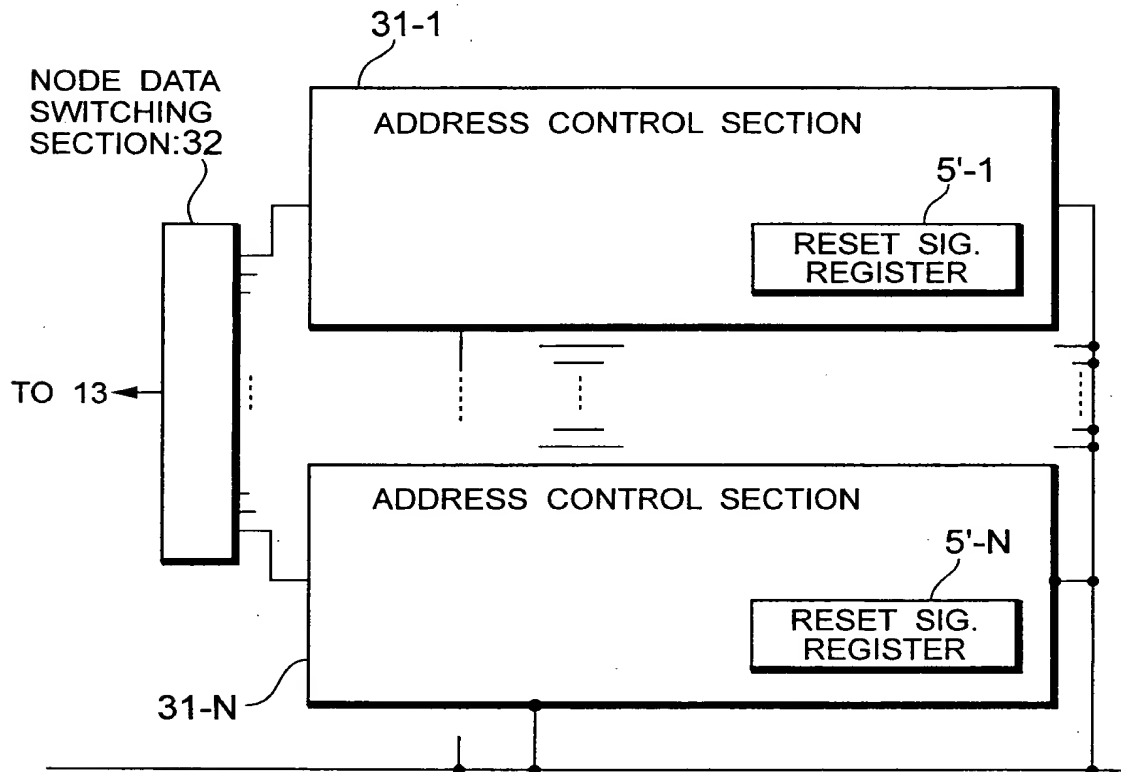 31-1
NODE DATA
SWITCHING
SECTION:32
ADDRESS CONTROL SECTION
5'-1
RESET SIG.
REGISTER
TO 13
ADDRESS CONTROL SECTION
5'-N
RESET SIG.
REGISTER
31-N